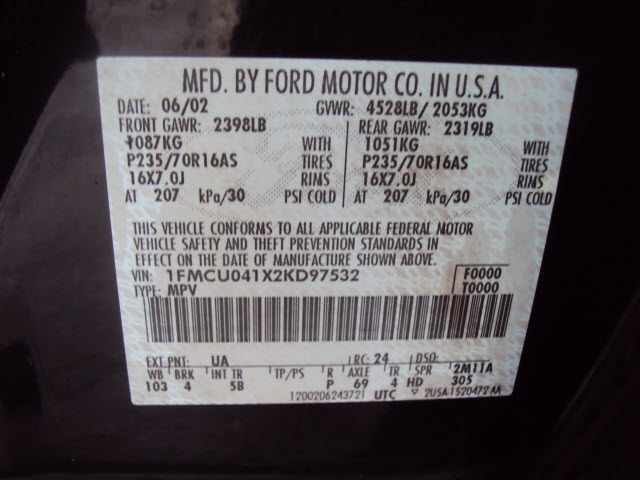 MFD. BY FORD MOTOR CO. IN U.S.A.
DATE: 06/02 GVWR: 4528LB/ 2053KG
FRONT GAWR: 2398LB REAR GAWR: 2319LB
1087KG WITH 1051KG WITH
P235/70R16AS TIRES P235/70R16AS TIRES
16X7.0J RIMS 16X7.0J RIMS
AT 207 kPa/30 PSI COLD AT 207 kPa/30 PSI COLD
THIS VEHICLE CONFORMS TO ALL APPLICABLE FEDERAL MOTOR
VEHICLE SAFETY AND THEFT PREVENTION STANDARDS IN
EFFECT ON THE DATE OF MANUFACTURE SHOWN ABOVE.
VIN: 1FMCU041X2KD97532 F0000
TYPE: MPV T0000
EXT PNT: UA RC: 24 DSO:
WB BRK INT TR TP/PS R AXLE TR SPR 2M11A
103 4 5B P 69 4 HD 305
1200206243721 UTC 2U5A-1520472-AA